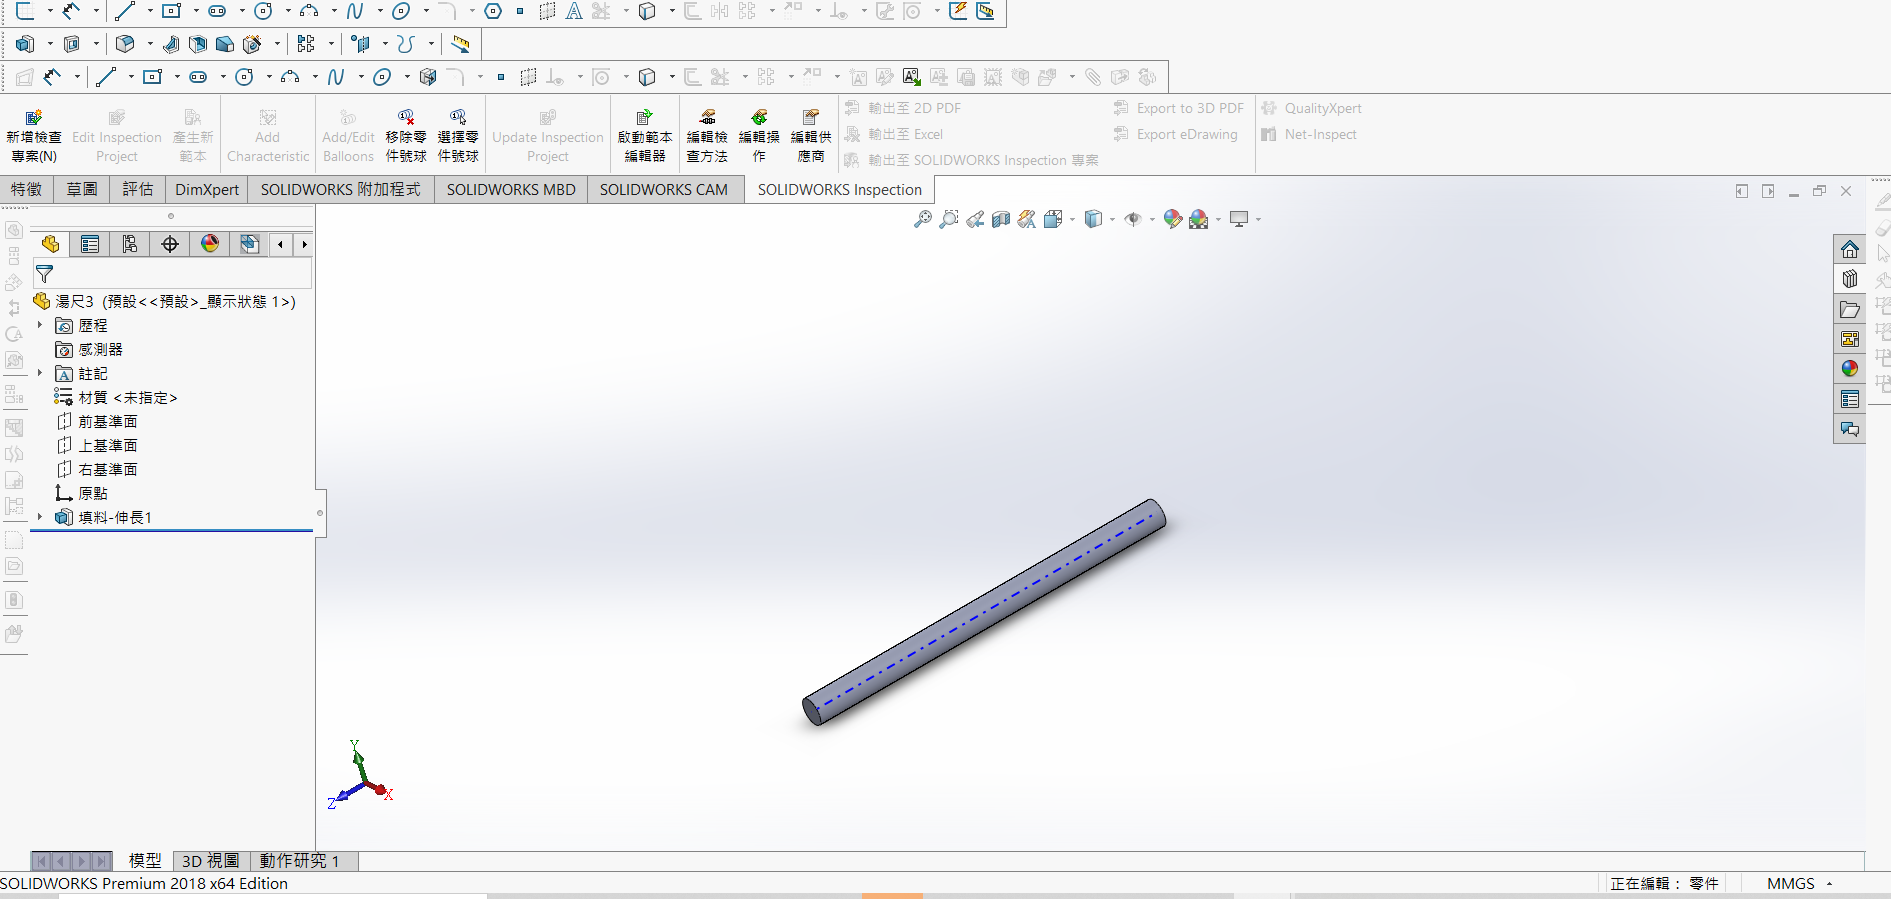 新增檢查專案(N)
Edit Inspection Project
產生新範本
Add Characteristic
Add/Edit Balloons
移除零件號球
選擇零件號球
Update Inspection Project
啟動範本編輯器
編輯檢查方法
編輯操作
編輯供應商
輸出至 2D PDF
輸出至 Excel
輸出至 SOLIDWORKS Inspection 專案
Export to 3D PDF
Export eDrawing
QualityXpert
Net-Inspect
特徵 草圖 評估 DimXpert SOLIDWORKS 附加程式 SOLIDWORKS MBD SOLIDWORKS CAM SOLIDWORKS Inspection
湯尺3 (預設<<預設>_顯示狀態 1>)
歷程
感測器
註記
材質 <未指定>
前基準面
上基準面
右基準面
原點
填料-伸長1
Y
Z
X
模型 3D 視圖 動作研究 1
SOLIDWORKS Premium 2018 x64 Edition
正在編輯： 零件
MMGS